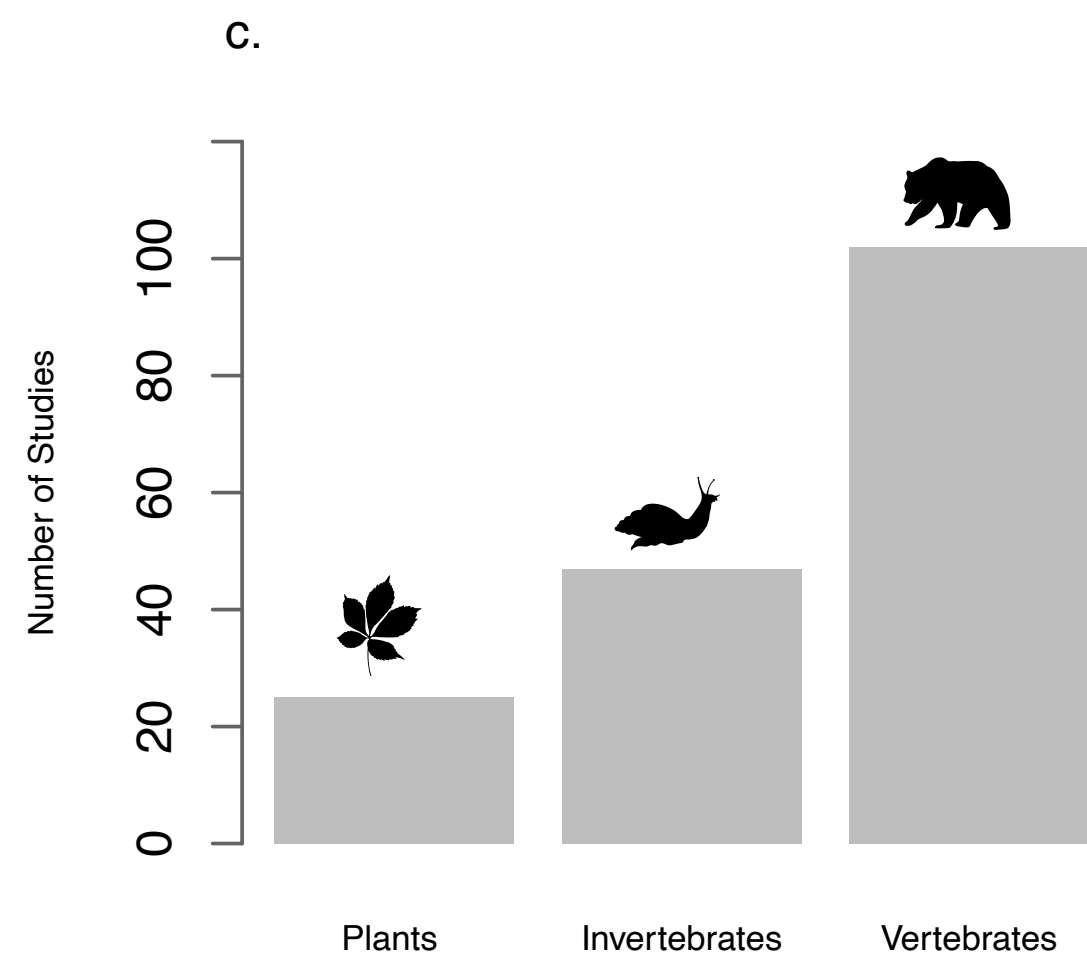 c.
Number of Studies
100
80
60
40
20
0
Plants
Invertebrates
Vertebrates